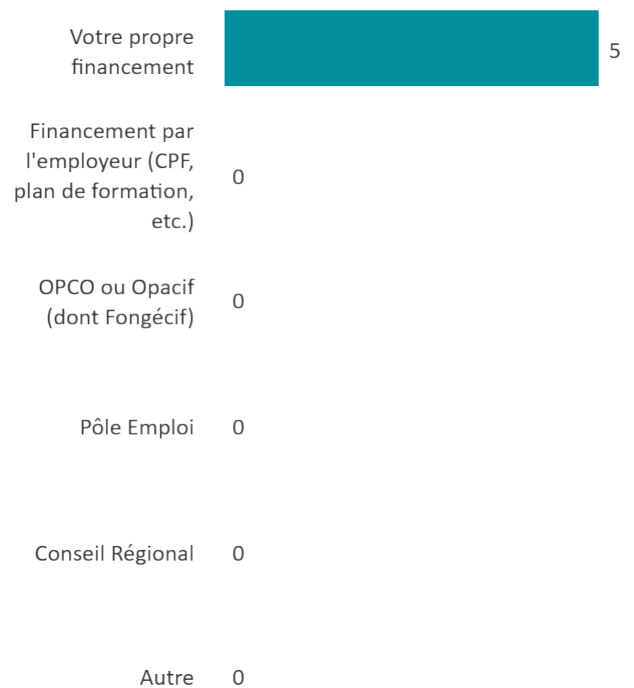 Votre propre
financement
5
Financement par
l'employeur (CPF,
plan de formation,
etc.)
0
OPCO ou Opacif
(dont Fongécif)
0
Pôle Emploi
0
Conseil Régional
0
Autre
0